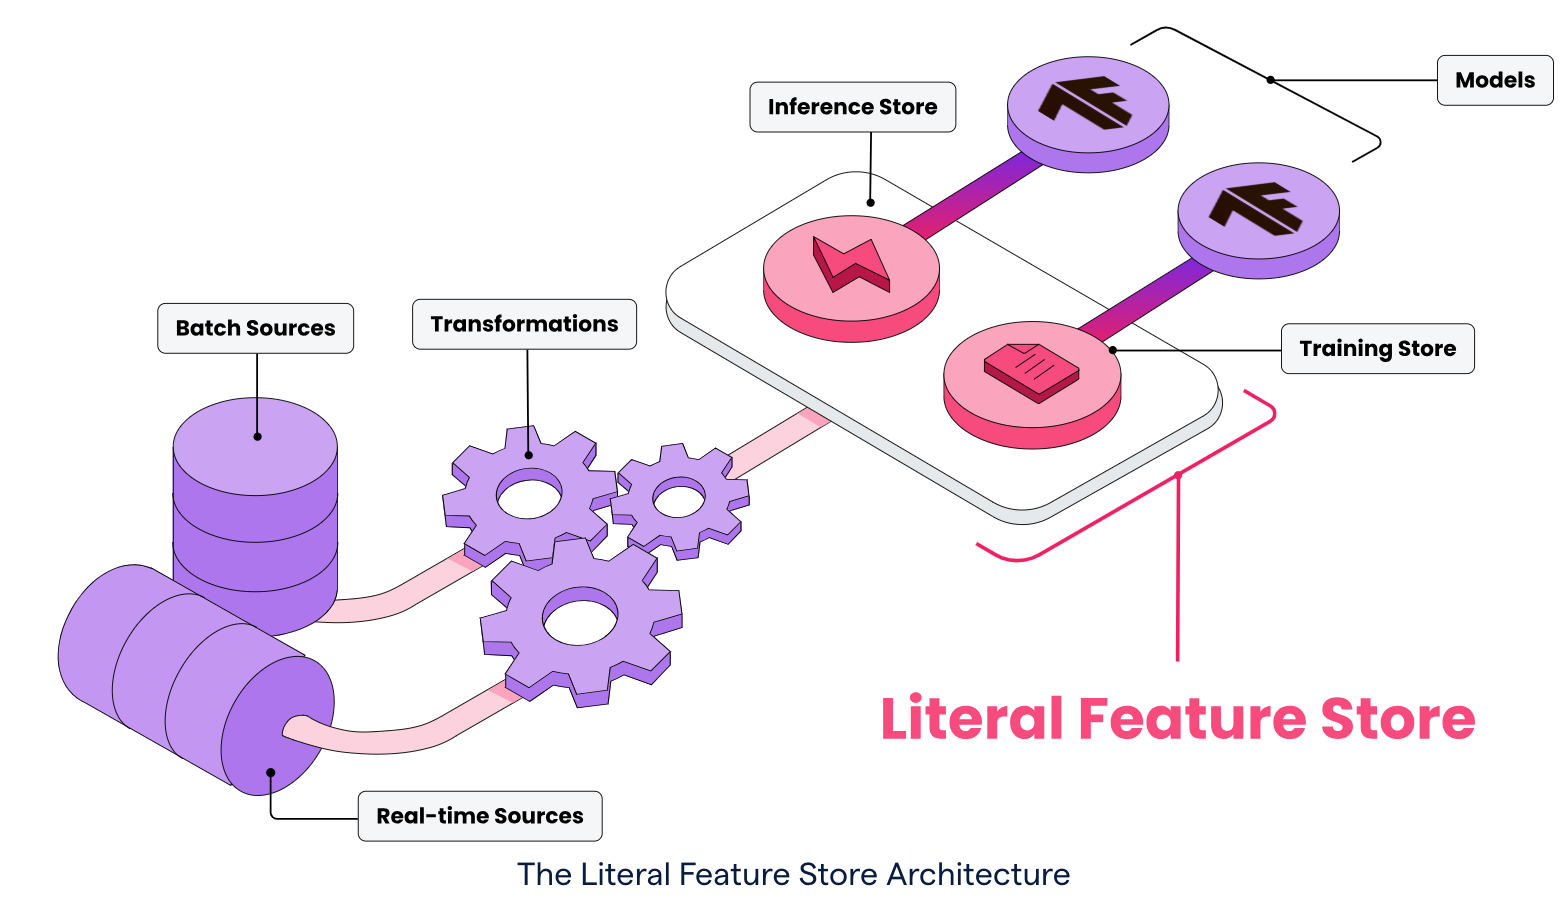 Models
Inference Store
Batch Sources
Transformations
Training Store
Literal Feature Store
Real-time Sources
The Literal Feature Store Architecture